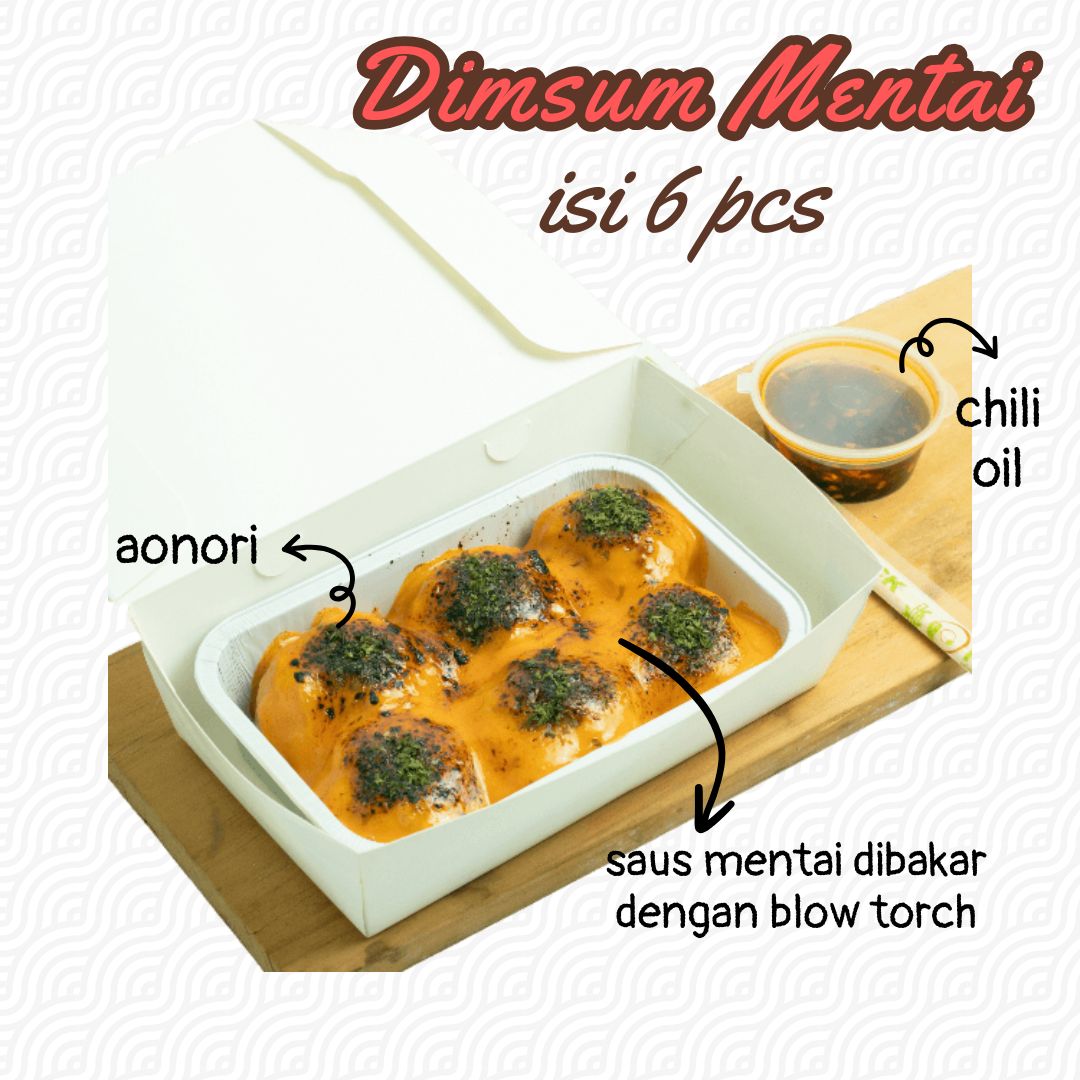 Dimsum Mentai
isi 6 pcs
chili
oil
aonori
saus mentai dibakar
dengan blow torch